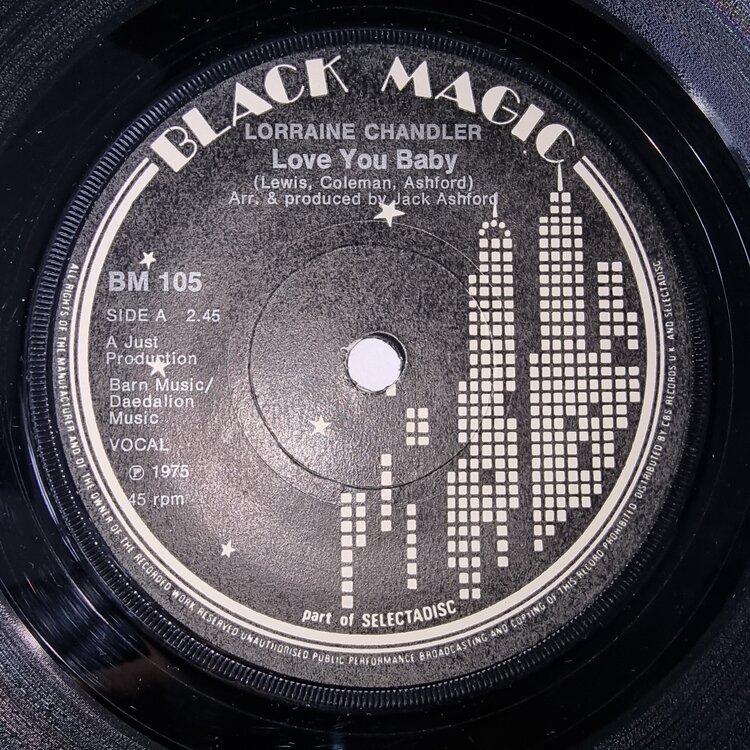 BLACK MAGIC
LORRAINE CHANDLER
Love You Baby
(Lewis, Coleman, Ashford)
Arr. & produced by Jack Ashford
BM 105
SIDE A 2.45
A Just
Production
Barn Music/
Daedalion
Music
VOCAL
℗ 1975
45 rpm
part of SELECTADISC
ALL RIGHTS OF THE MANUFACTURER AND OF THE OWNER OF THE RECORDED WORK RESERVED UNAUTHORISED PUBLIC PERFORMANCE BROADCASTING AND COPYING OF THIS RECORD PROHIBITED DISTRIBUTED BY CBS RECORDS U K AND SELECTADISC